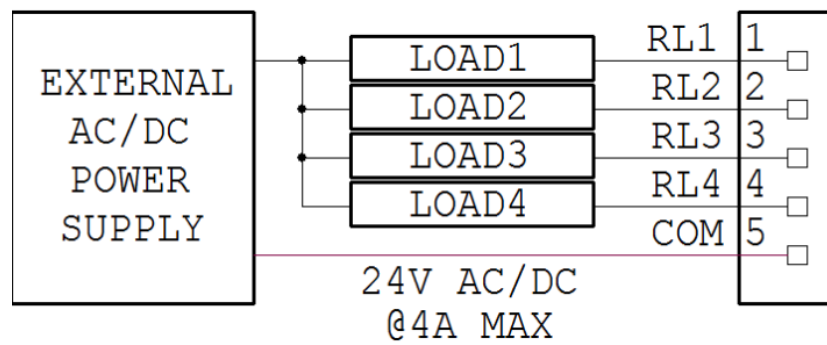 EXTERNAL
AC/DC
POWER
SUPPLY
LOAD1
LOAD2
LOAD3
LOAD4
RL1 1
RL2 2
RL3 3
RL4 4
COM 5
24V AC/DC
@4A MAX